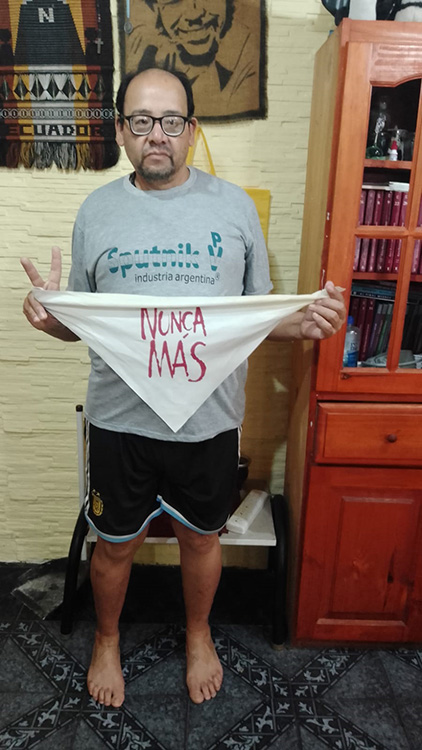 N
ECUADOR
P
Sputnik V
industria argentina®
NUNCA
MÁS